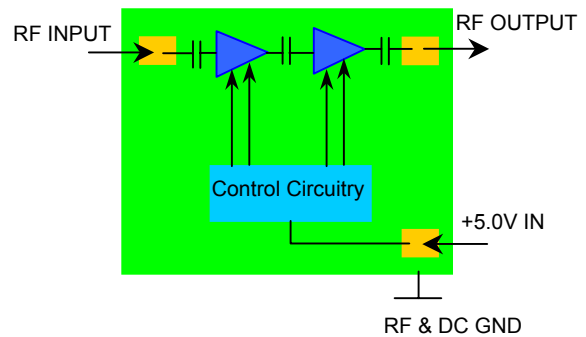 RF INPUT
RF OUTPUT
Control Circuitry
+5.0V IN
RF & DC GND